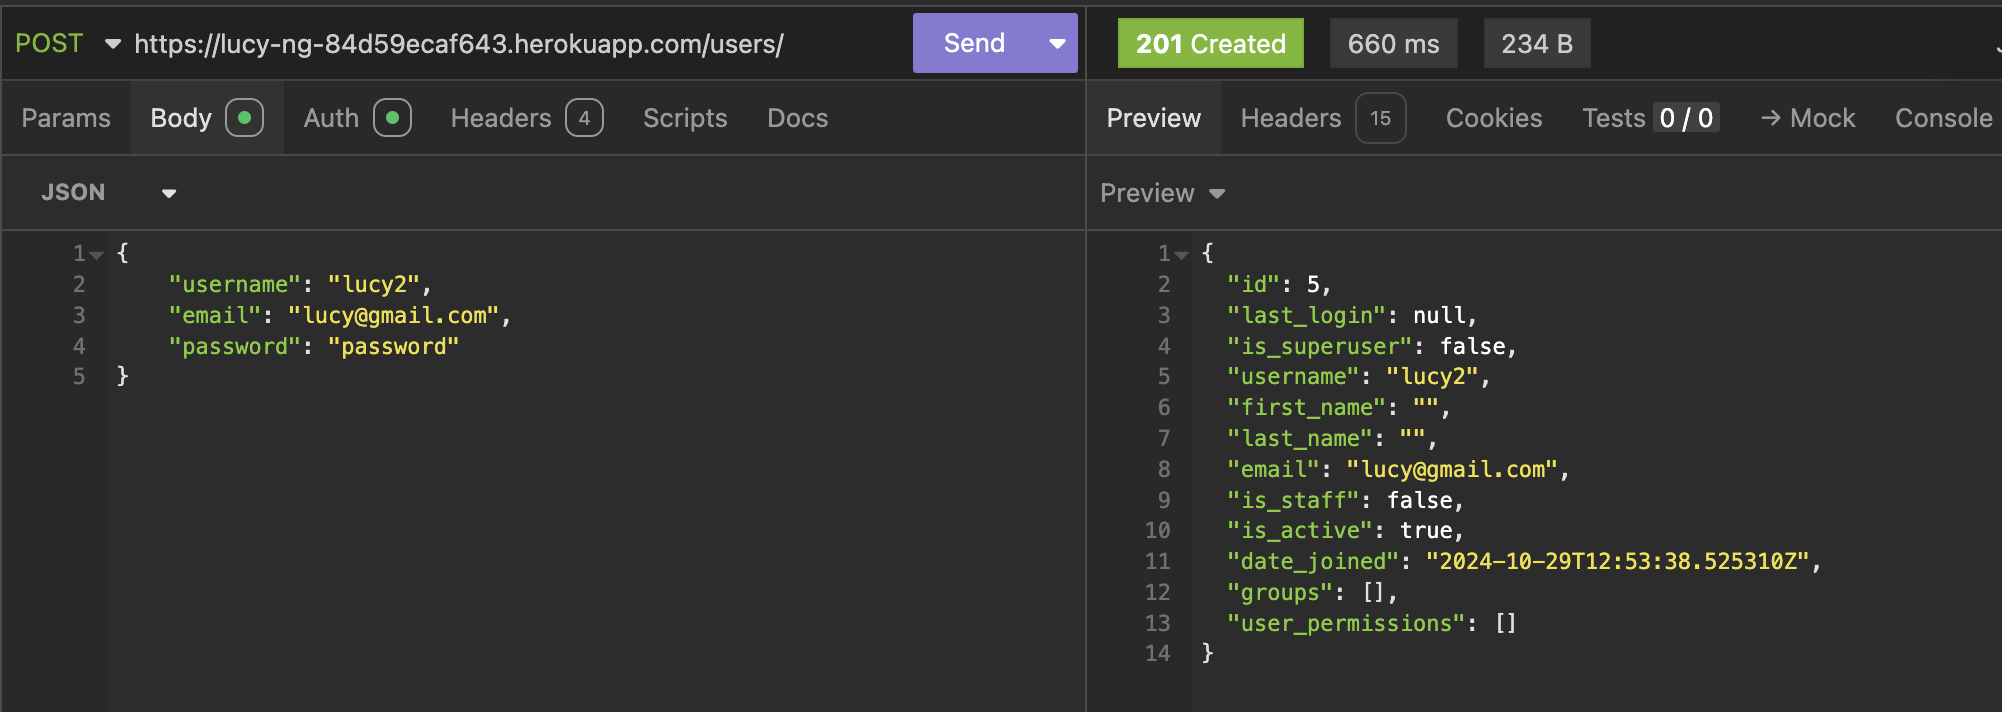 POST https://lucy-ng-84d59ecaf643.herokuapp.com/users/ Send
201 Created 660 ms 234 B
Params Body Auth Headers 4 Scripts Docs
Preview Headers 15 Cookies Tests 0 / 0 → Mock Console
JSON
Preview
1 {
2 "username": "lucy2",
3 "email": "lucy@gmail.com",
4 "password": "password"
5 }
1 {
2 "id": 5,
3 "last_login": null,
4 "is_superuser": false,
5 "username": "lucy2",
6 "first_name": "",
7 "last_name": "",
8 "email": "lucy@gmail.com",
9 "is_staff": false,
10 "is_active": true,
11 "date_joined": "2024-10-29T12:53:38.525310Z",
12 "groups": [],
13 "user_permissions": []
14 }